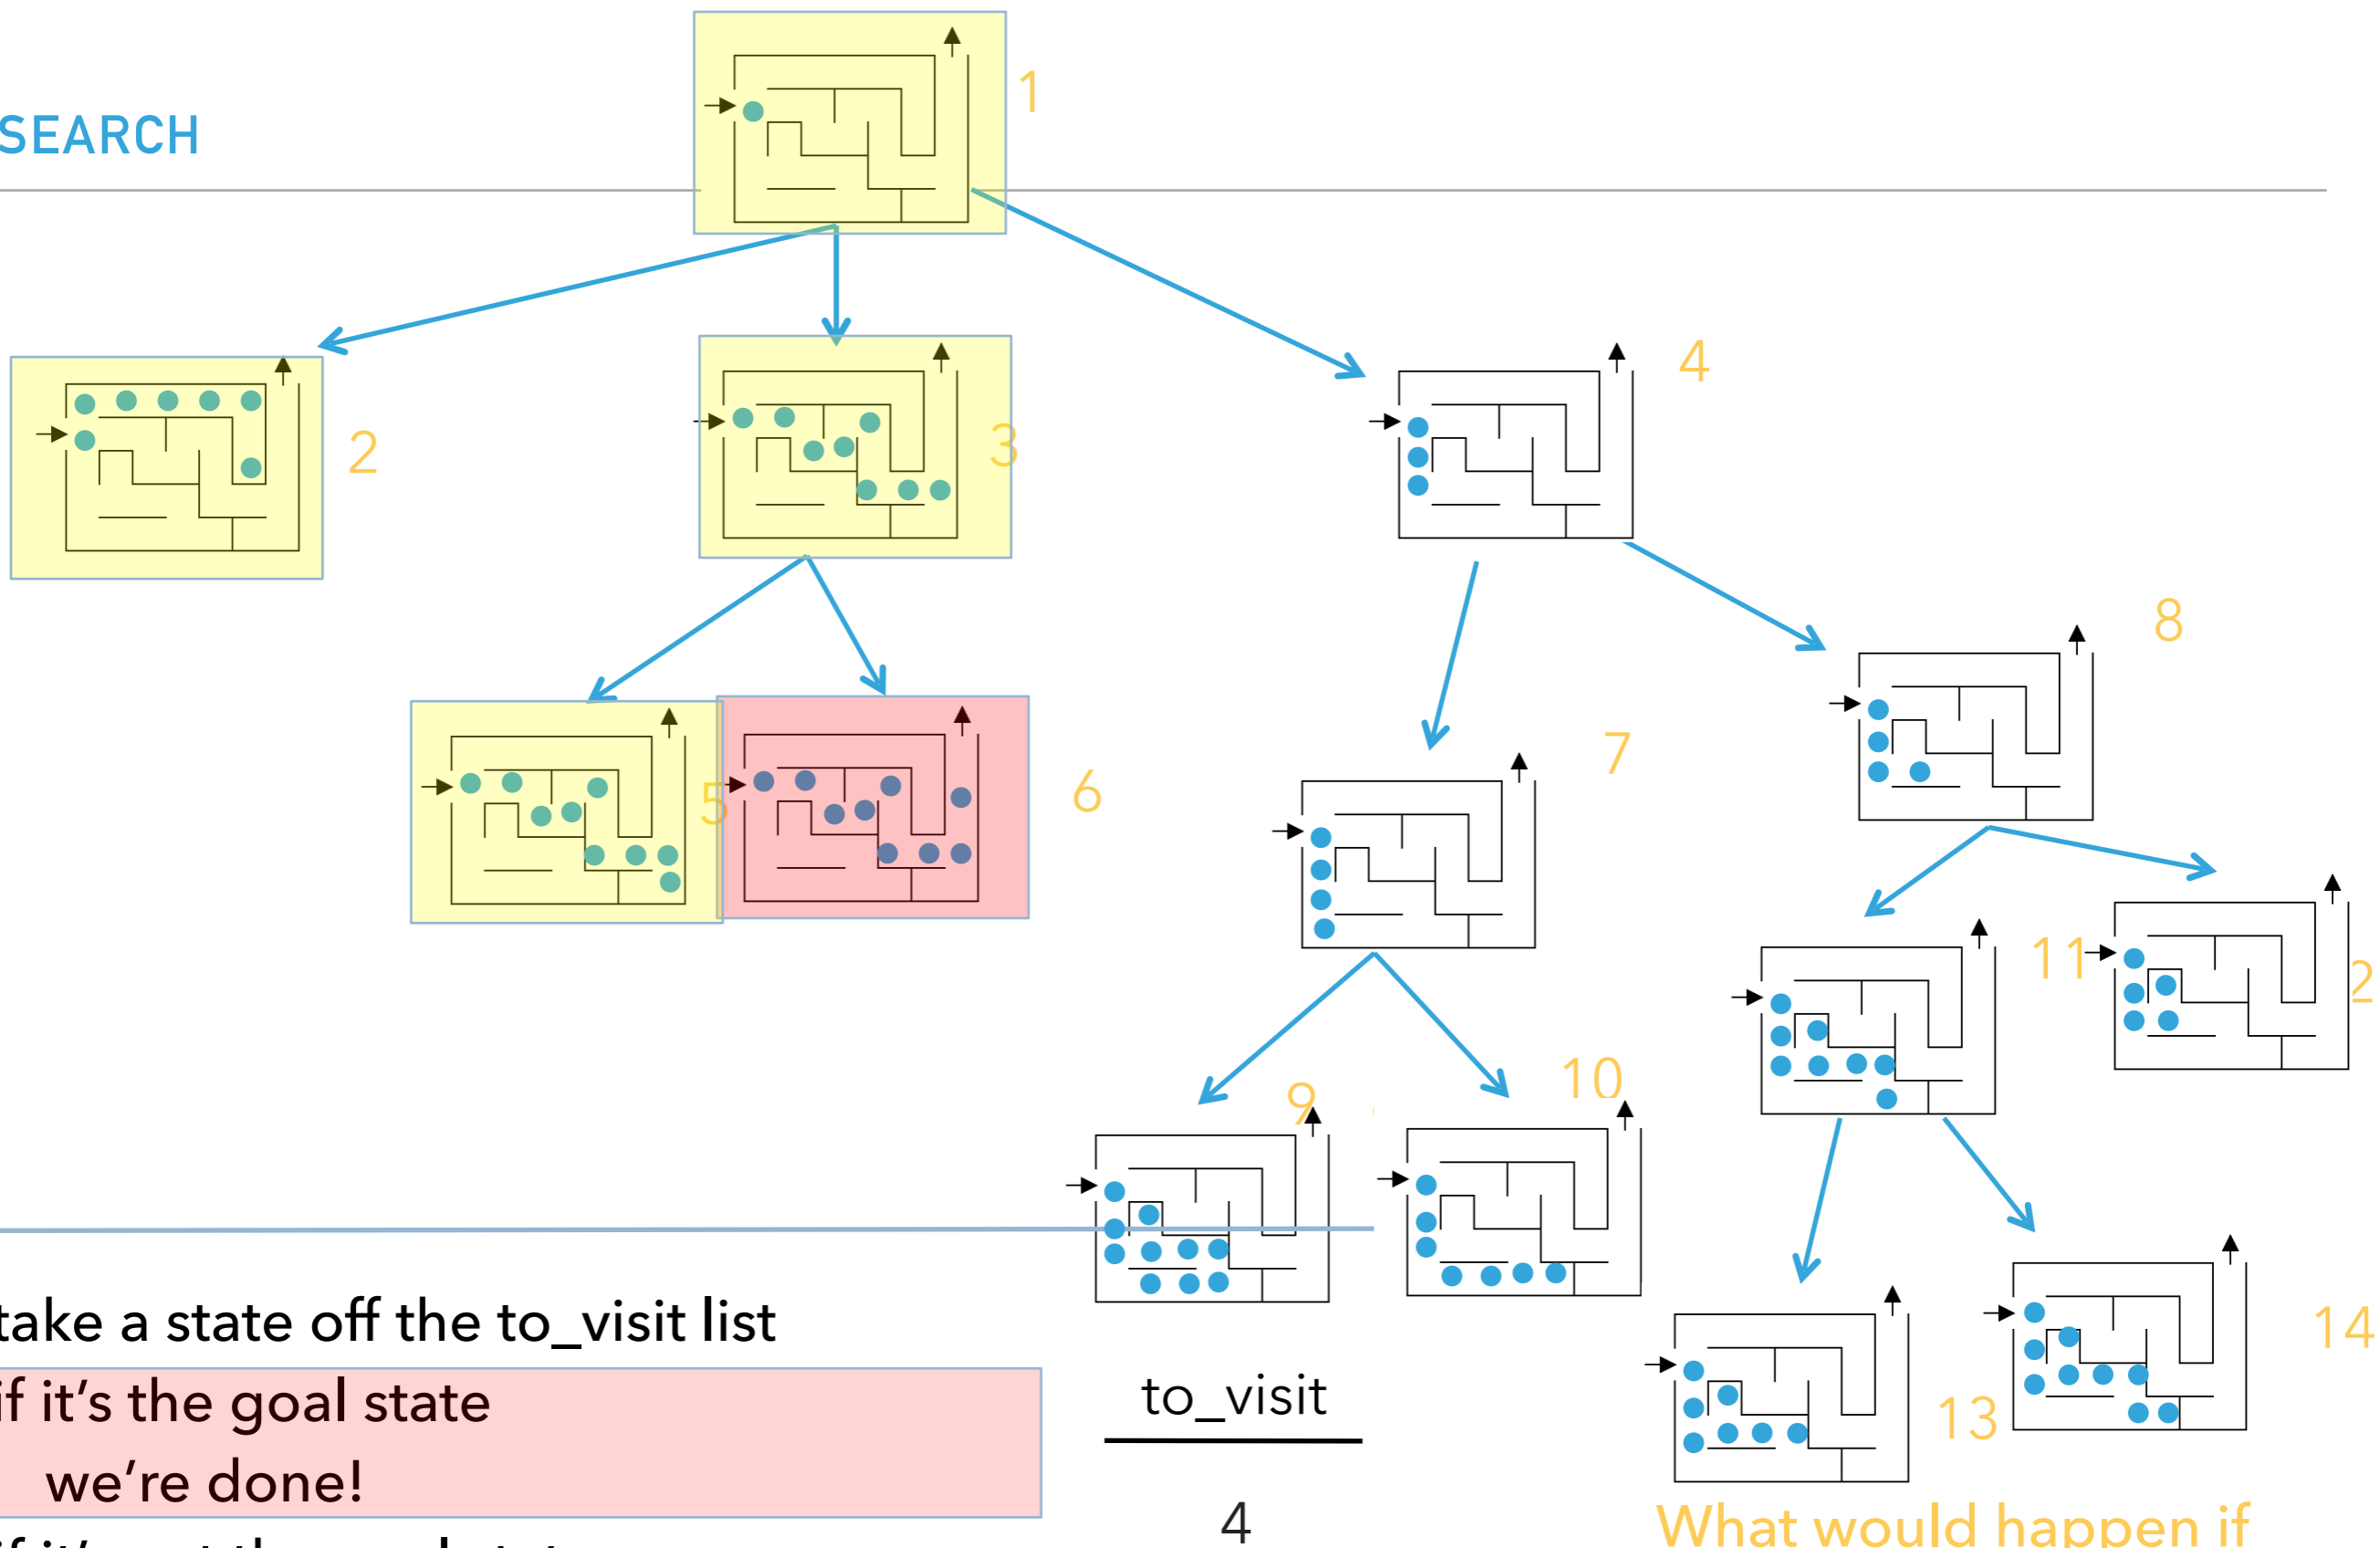 SEARCH
1
2
3
4
5
6
7
8
9
10
11
2
13
14
take a state off the to_visit list
if it's the goal state
we're done!
to_visit
4
What would happen if